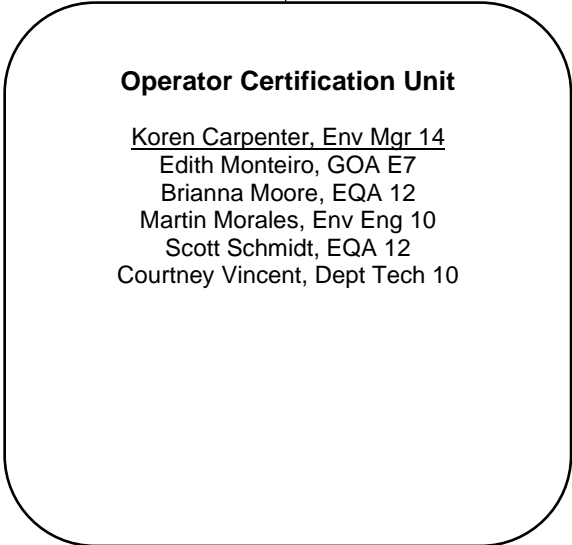 Operator Certification Unit
Koren Carpenter, Env Mgr 14
Edith Monteiro, GOA E7
Brianna Moore, EQA 12
Martin Morales, Env Eng 10
Scott Schmidt, EQA 12
Courtney Vincent, Dept Tech 10